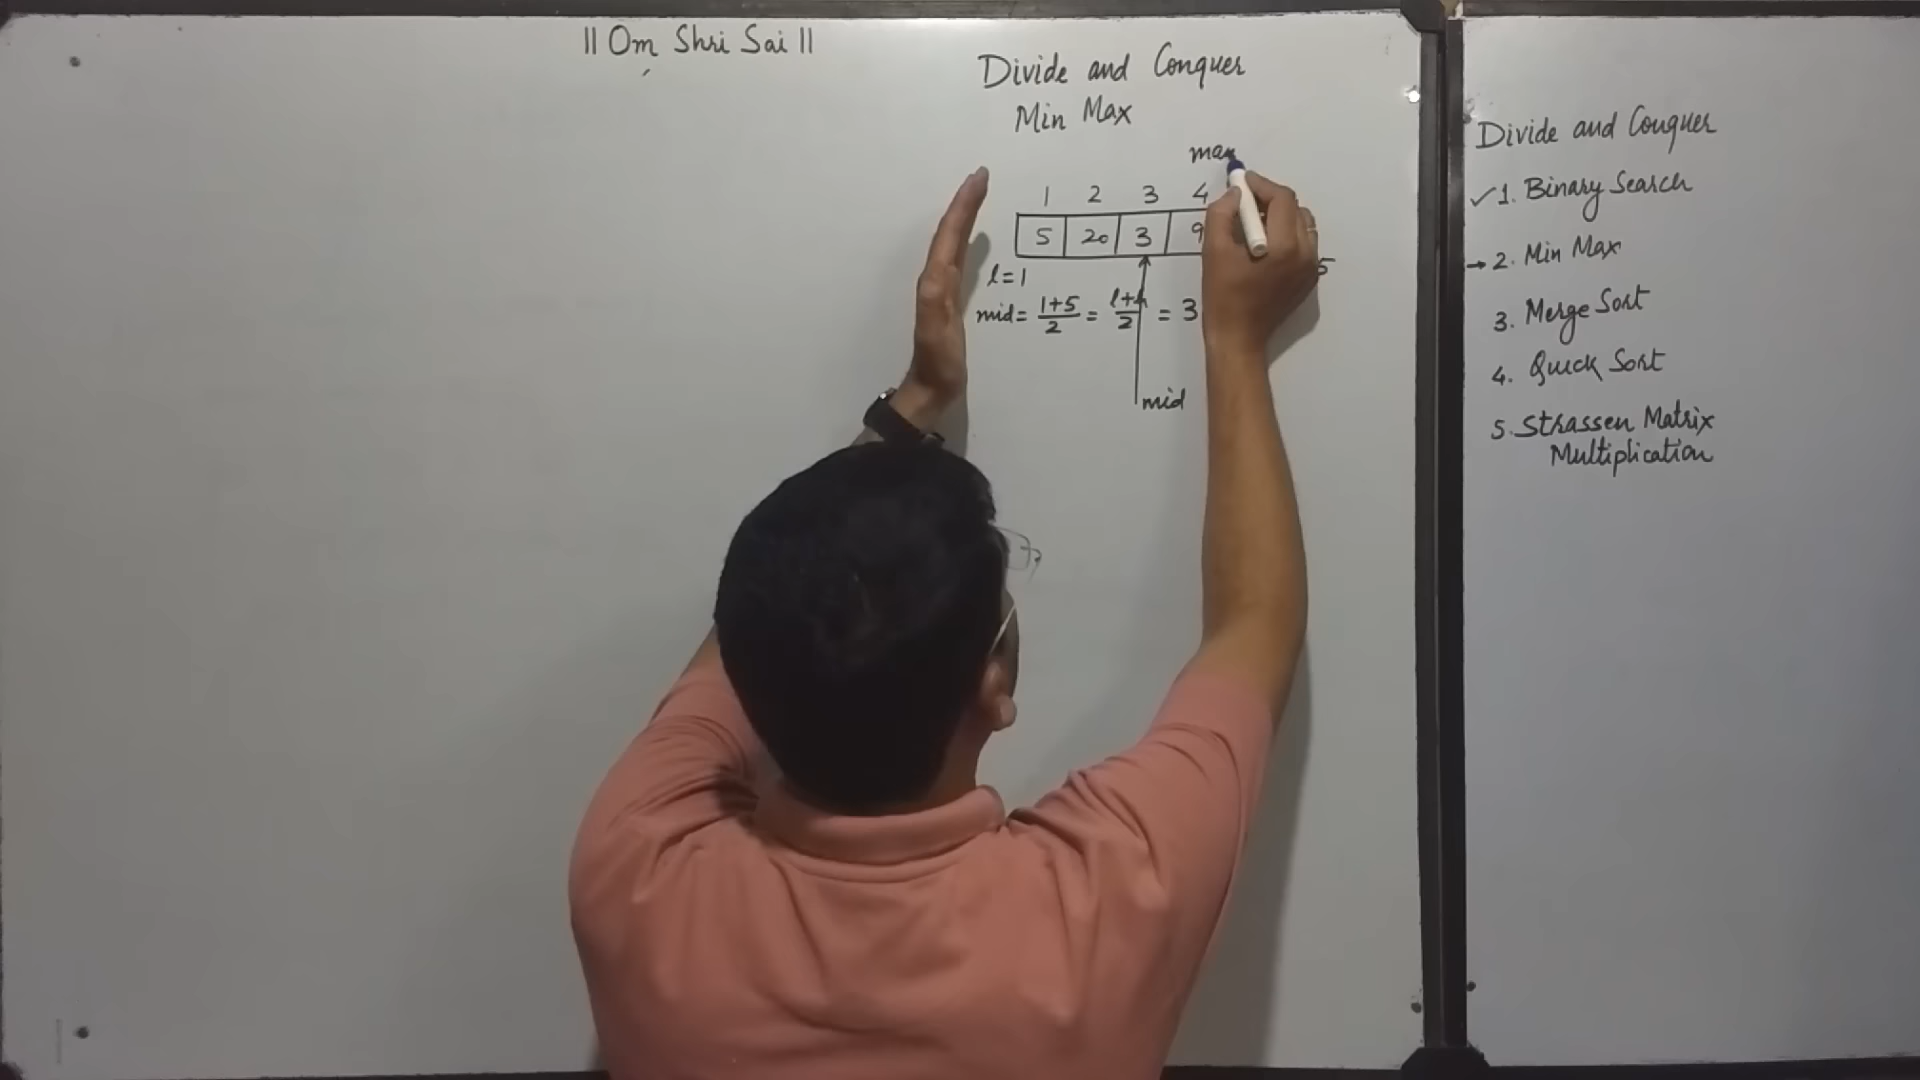 || Om Shri Sai ||
Divide and Conquer
Min Max
max
1 2 3 4
5 20 3 9
l=1 5
mid= 1+5/2 = l+h/2 = 3
mid
Divide and Conquer
✓1. Binary Search
→2. Min Max
3. Merge Sort
4. Quick Sort
5. Strassen Matrix
Multiplication